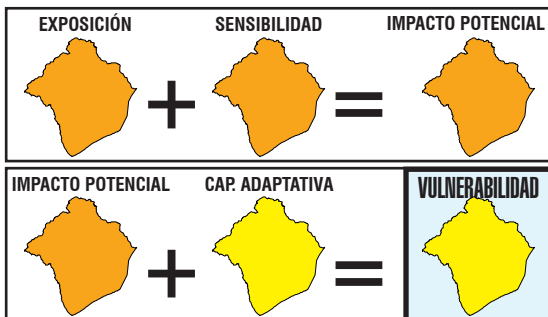 EXPOSICIÓN SENSIBILIDAD IMPACTO POTENCIAL
+ =
IMPACTO POTENCIAL CAP. ADAPTATIVA VULNERABILIDAD
+ =